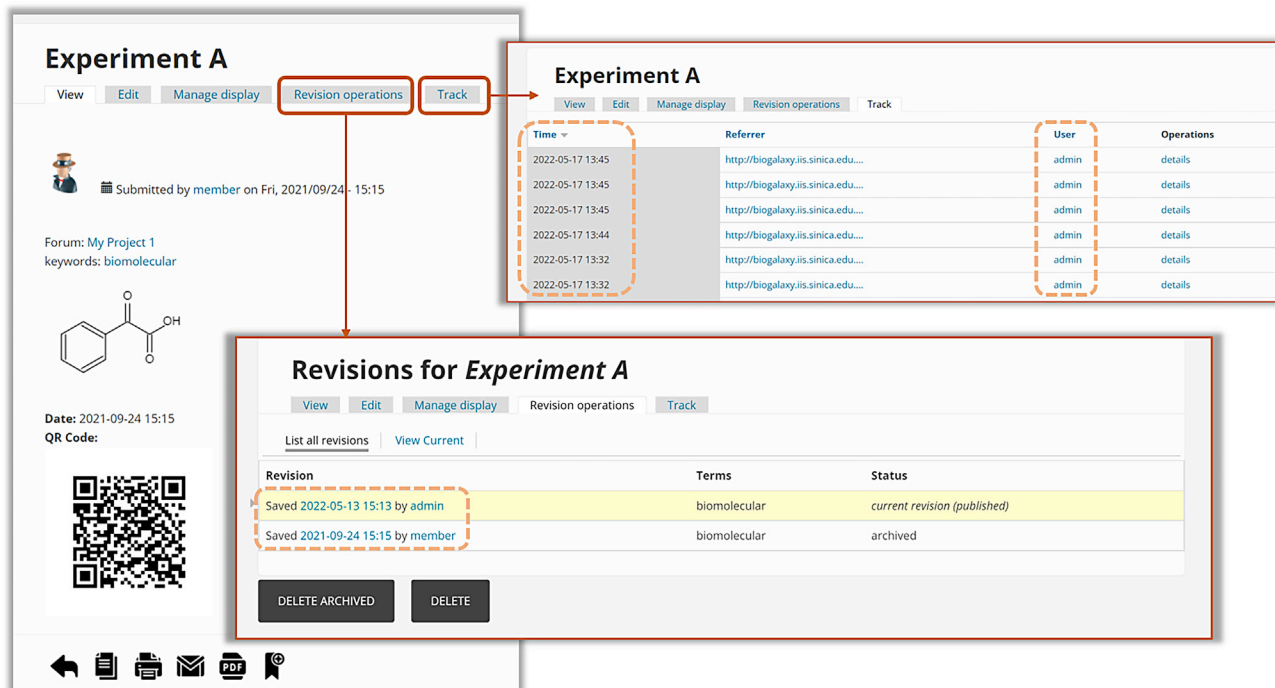 Experiment A
View Edit Manage display Revision operations Track
Submitted by member on Fri, 2021/09/24 - 15:15
Forum: My Project 1
keywords: biomolecular
O
OH
O
Date: 2021-09-24 15:15
QR Code:
PDF
Experiment A
View Edit Manage display Revision operations Track
Time Referrer User Operations
2022-05-17 13:45 http://biogalaxy.iis.sinica.edu.... admin details
2022-05-17 13:45 http://biogalaxy.iis.sinica.edu.... admin details
2022-05-17 13:45 http://biogalaxy.iis.sinica.edu.... admin details
2022-05-17 13:44 http://biogalaxy.iis.sinica.edu.... admin details
2022-05-17 13:32 http://biogalaxy.iis.sinica.edu.... admin details
2022-05-17 13:32 http://biogalaxy.iis.sinica.edu.... admin details
Revisions for Experiment A
View Edit Manage display Revision operations Track
List all revisions View Current
Revision Terms Status
Saved 2022-05-13 15:13 by admin biomolecular current revision (published)
Saved 2021-09-24 15:15 by member biomolecular archived
DELETE ARCHIVED DELETE